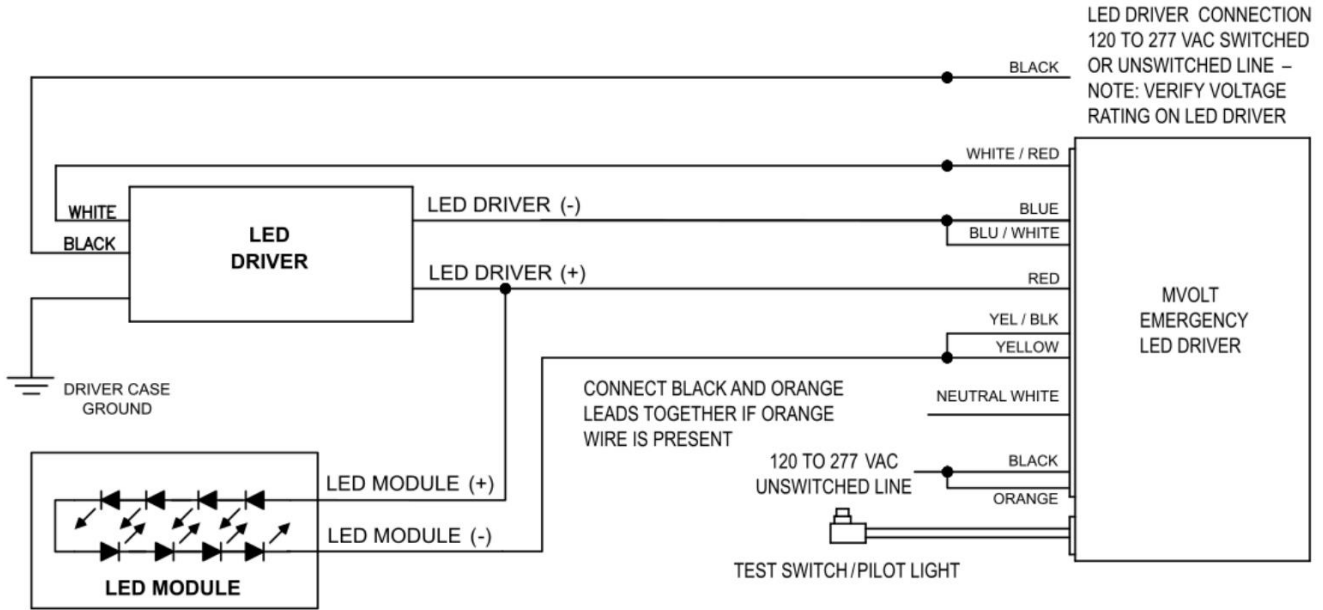 LED DRIVER CONNECTION
120 TO 277 VAC SWITCHED
OR UNSWITCHED LINE –
NOTE: VERIFY VOLTAGE
RATING ON LED DRIVER
BLACK
WHITE / RED
WHITE
BLACK
LED
DRIVER
LED DRIVER (-)
LED DRIVER (+)
BLUE
BLU / WHITE
RED
YEL / BLK
YELLOW
NEUTRAL WHITE
BLACK
ORANGE
MVOLT
EMERGENCY
LED DRIVER
DRIVER CASE
GROUND
CONNECT BLACK AND ORANGE
LEADS TOGETHER IF ORANGE
WIRE IS PRESENT
120 TO 277 VAC
UNSWITCHED LINE
LED MODULE (+)
LED MODULE (-)
LED MODULE
TEST SWITCH/PILOT LIGHT